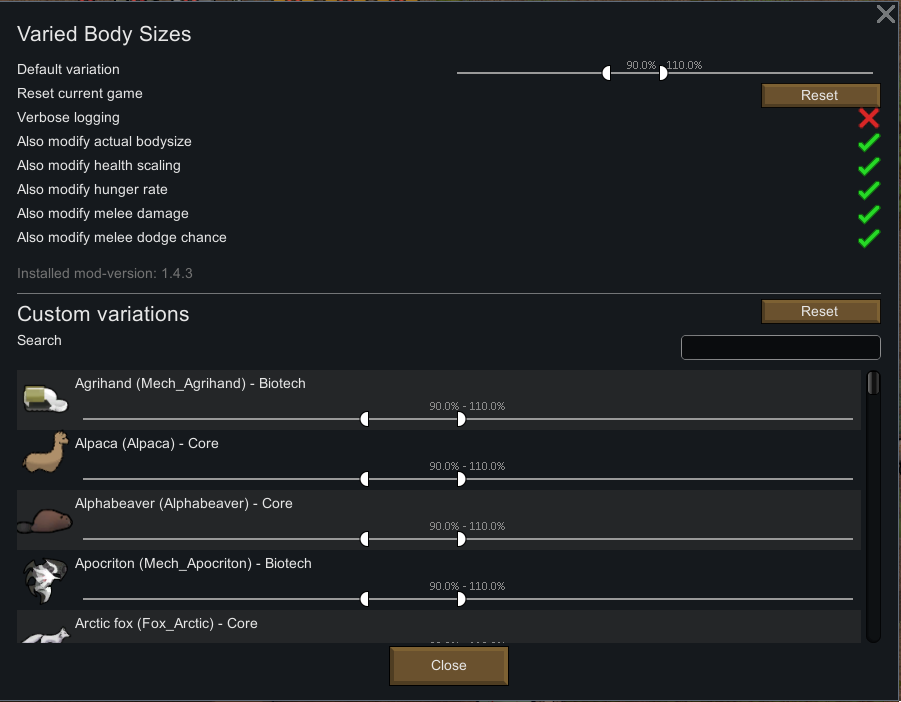 Varied Body Sizes
Default variation
90.0% - 110.0%
Reset current game
Reset
Verbose logging
Also modify actual bodysize
Also modify health scaling
Also modify hunger rate
Also modify melee damage
Also modify melee dodge chance
Installed mod-version: 1.4.3
Custom variations
Reset
Search
Agrihand (Mech_Agrihand) - Biotech
90.0% - 110.0%
Alpaca (Alpaca) - Core
90.0% - 110.0%
Alphabeaver (Alphabeaver) - Core
90.0% - 110.0%
Apocriton (Mech_Apocriton) - Biotech
90.0% - 110.0%
Arctic fox (Fox_Arctic) - Core
Close